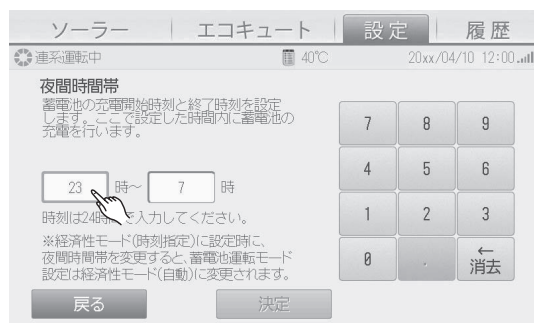 ソーラー エコキュート 設定 履歴
連系運転中 40℃ 20xx/04/10 12:00
夜間時間帯
蓄電池の充電開始時刻と終了時刻を設定
します。ここで設定した時間内に蓄電池の
充電を行います。
7 8 9
4 5 6
23 時～ 7 時
時刻は24時 で入力してください。
1 2 3
※経済性モード(時刻指定)に設定時に、
夜間時間帯を変更すると、蓄電池運転モード
設定は経済性モード(自動)に変更されます。
0 . ←
消去
戻る 決定